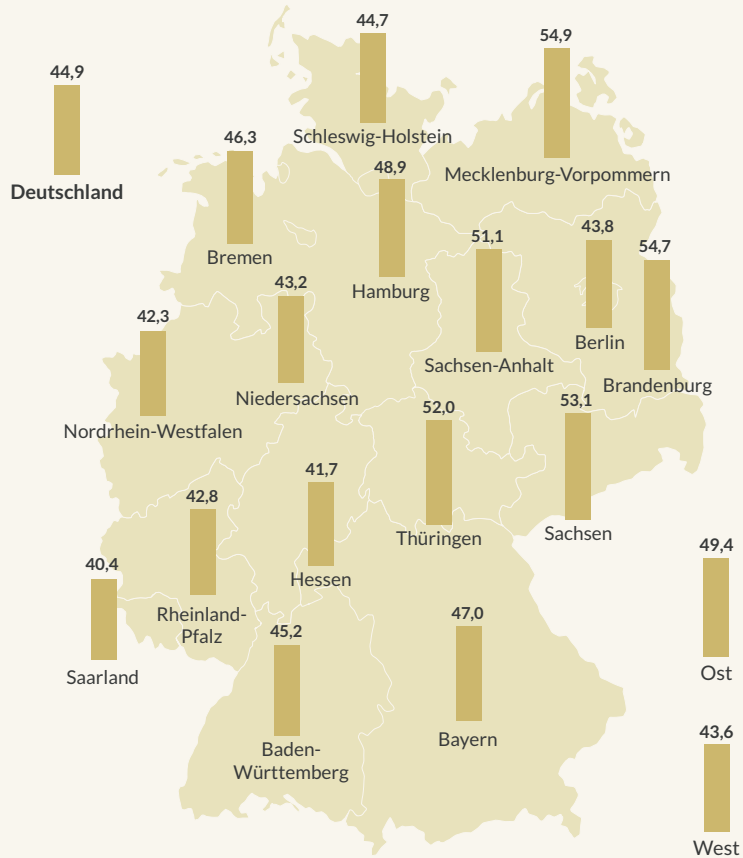 44,7
Schleswig-Holstein
54,9
Mecklenburg-Vorpommern
44,9
Deutschland
46,3
Bremen
48,9
Hamburg
51,1
Sachsen-Anhalt
43,8
Berlin
54,7
Brandenburg
43,2
Niedersachsen
42,3
Nordrhein-Westfalen
52,0
Thüringen
53,1
Sachsen
41,7
Hessen
42,8
Rheinland-
Pfalz
40,4
Saarland
45,2
Baden-
Württemberg
47,0
Bayern
49,4
Ost
43,6
West